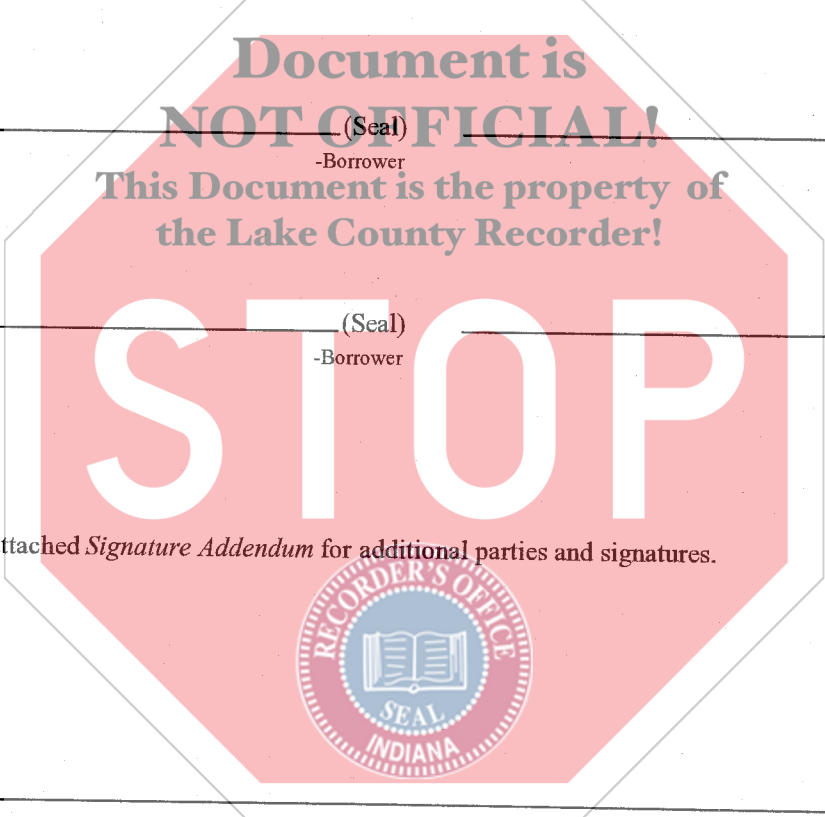 Document is
NOT OFFICIAL!
(Seal)
-Borrower
This Document is the property of
the Lake County Recorder!
STOP
(Seal)
-Borrower
ttached Signature Addendum for additional parties and signatures.
RECORDER'S OFFICE
SEAL
INDIANA